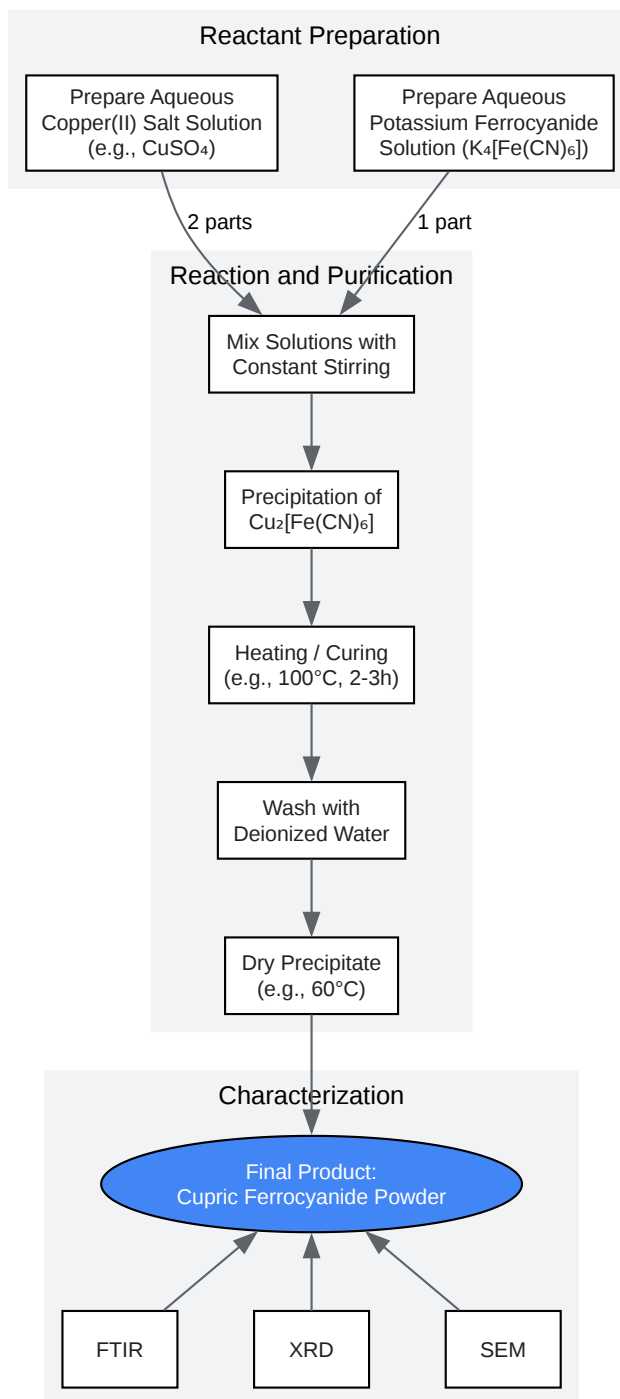 Reactant Preparation
Prepare Aqueous
Copper(II) Salt Solution
(e.g., CuSO₄)
Prepare Aqueous
Potassium Ferrocyanide
Solution (K₄[Fe(CN)₆])
2 parts
1 part
Reaction and Purification
Mix Solutions with
Constant Stirring
Precipitation of
Cu₂[Fe(CN)₆]
Heating / Curing
(e.g., 100°C, 2-3h)
Wash with
Deionized Water
Dry Precipitate
(e.g., 60°C)
Characterization
Final Product:
Cupric Ferrocyanide Powder
FTIR
XRD
SEM